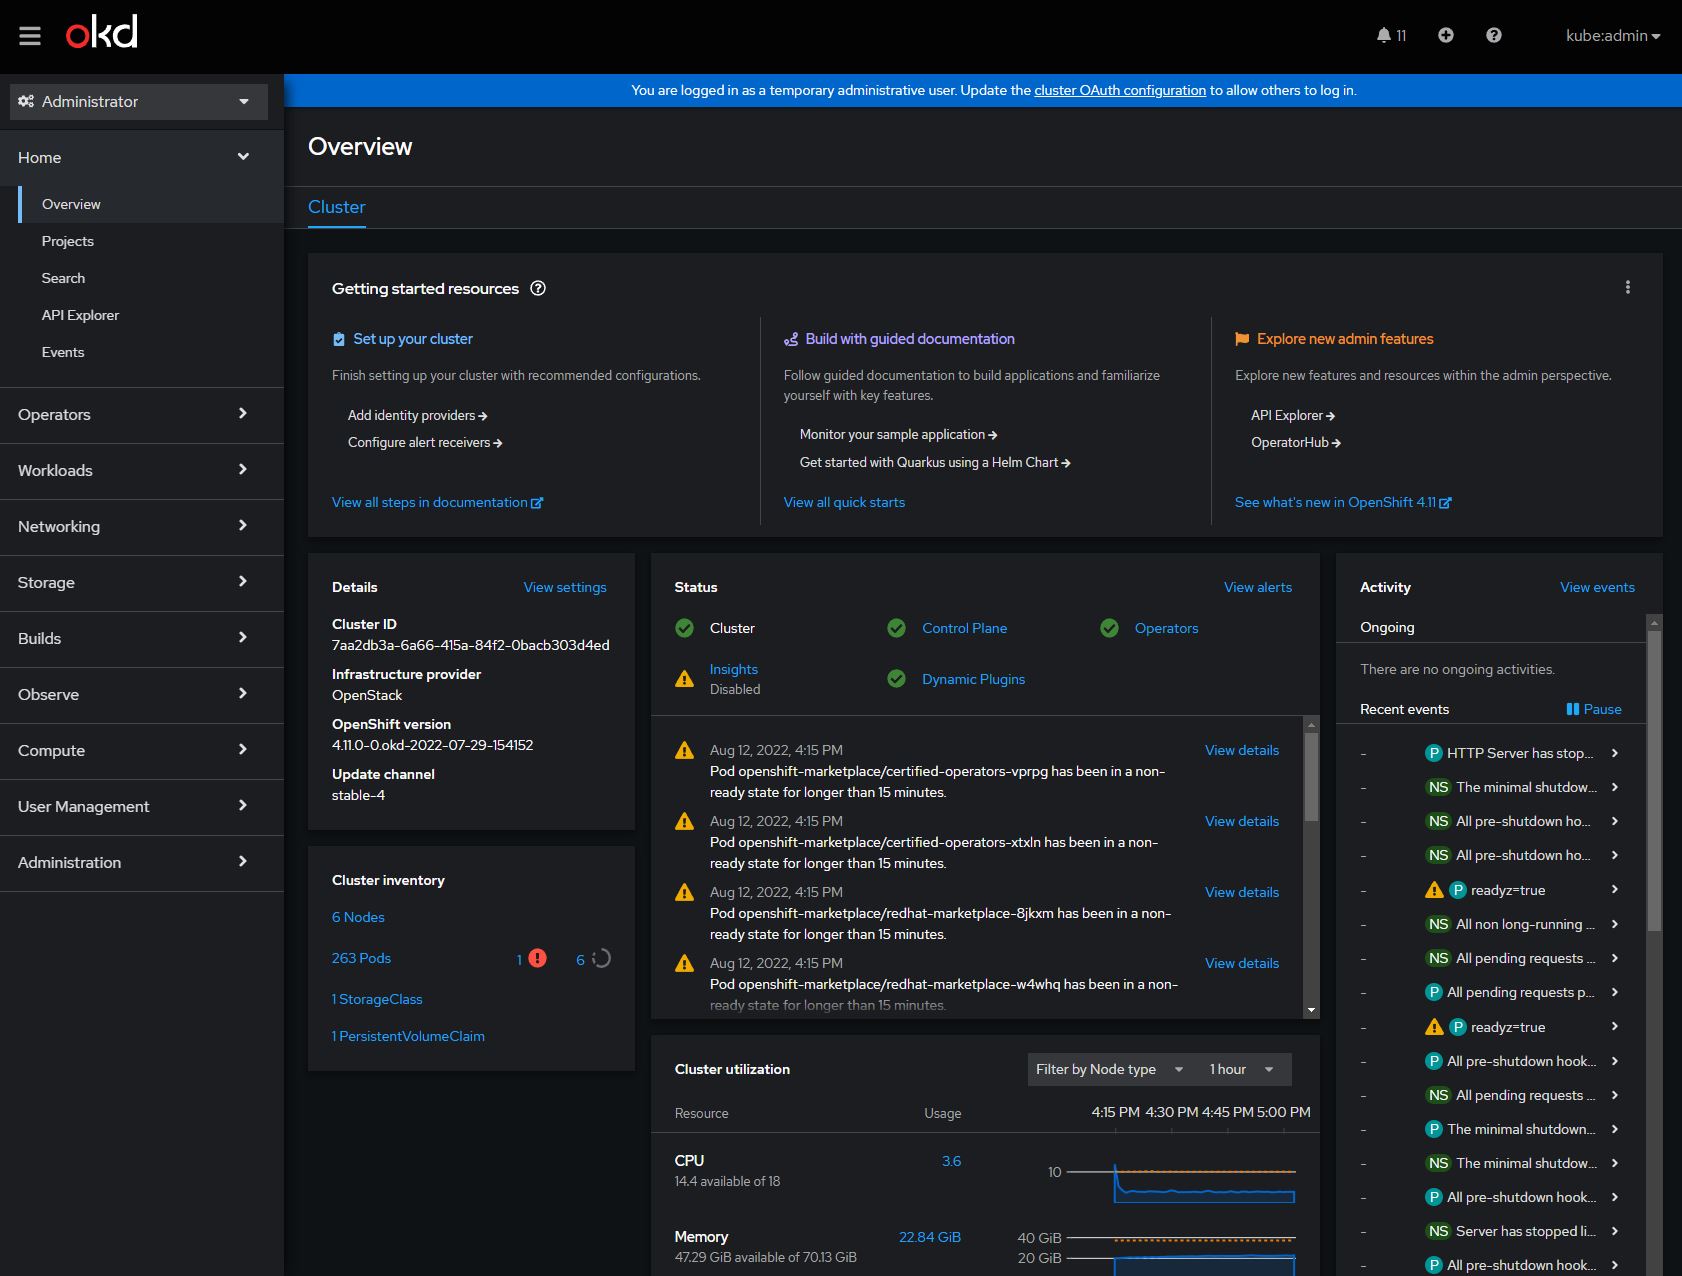 okd
11
kube:admin
Administrator
You are logged in as a temporary administrative user. Update the cluster OAuth configuration to allow others to log in.
Home
Overview
Projects
Search
API Explorer
Events
Operators
Workloads
Networking
Storage
Builds
Observe
Compute
User Management
Administration
Overview
Cluster
Getting started resources
Set up your cluster
Finish setting up your cluster with recommended configurations.
Add identity providers
Configure alert receivers
View all steps in documentation
Build with guided documentation
Follow guided documentation to build applications and familiarize
yourself with key features.
Monitor your sample application
Get started with Quarkus using a Helm Chart
View all quick starts
Explore new admin features
Explore new features and resources within the admin perspective.
API Explorer
OperatorHub
See what's new in OpenShift 4.11
Details
View settings
Cluster ID
7aa2db3a-6a66-415a-84f2-0bacb303d4ed
Infrastructure provider
OpenStack
OpenShift version
4.11.0-0.okd-2022-07-29-154152
Update channel
stable-4
Cluster inventory
6 Nodes
263 Pods
1
6
1 StorageClass
1 PersistentVolumeClaim
Status
View alerts
Cluster
Control Plane
Operators
Insights
Disabled
Dynamic Plugins
Aug 12, 2022, 4:15 PM
View details
Pod openshift-marketplace/certified-operators-vprpg has been in a non-
ready state for longer than 15 minutes.
Aug 12, 2022, 4:15 PM
View details
Pod openshift-marketplace/certified-operators-xtxln has been in a non-
ready state for longer than 15 minutes.
Aug 12, 2022, 4:15 PM
View details
Pod openshift-marketplace/redhat-marketplace-8jkxm has been in a non-
ready state for longer than 15 minutes.
Aug 12, 2022, 4:15 PM
View details
Pod openshift-marketplace/redhat-marketplace-w4whq has been in a non-
ready state for longer than 15 minutes.
Cluster utilization
Filter by Node type
1 hour
Resource
Usage
4:15 PM 4:30 PM 4:45 PM 5:00 PM
CPU
3.6
14.4 available of 18
10
Memory
22.84 GiB
47.29 GiB available of 70.13 GiB
40 GiB
20 GiB
Activity
View events
Ongoing
There are no ongoing activities.
Recent events
Pause
- P HTTP Server has stop...
- NS The minimal shutdow...
- NS All pre-shutdown ho...
- NS All pre-shutdown ho...
- P readyz=true
- NS All non long-running ...
- NS All pending requests ...
- P All pending requests p...
- P readyz=true
- P All pre-shutdown hook...
- NS All pending requests ...
- P The minimal shutdown...
- NS The minimal shutdow...
- P All pre-shutdown hook...
- NS Server has stopped li...
- P All pre-shutdown hook...